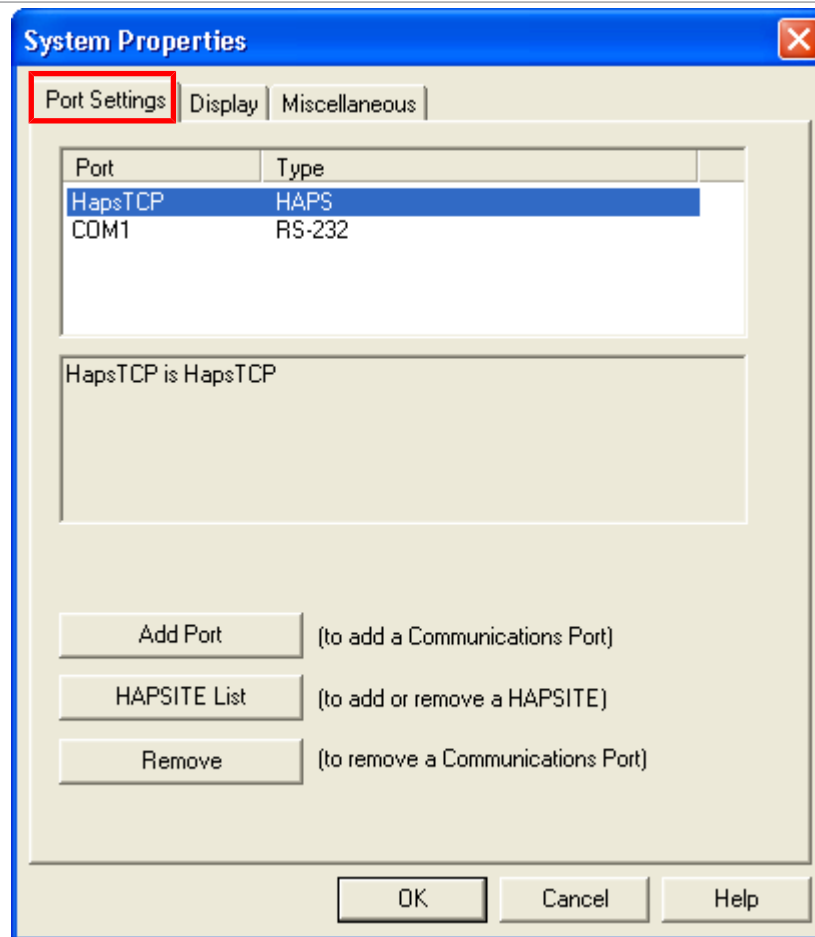 System Properties
Port Settings Display Miscellaneous
Port Type
HapsTCP HAPS
COM1 RS-232
HapsTCP is HapsTCP
Add Port (to add a Communications Port)
HAPSITE List (to add or remove a HAPSITE)
Remove (to remove a Communications Port)
OK Cancel Help